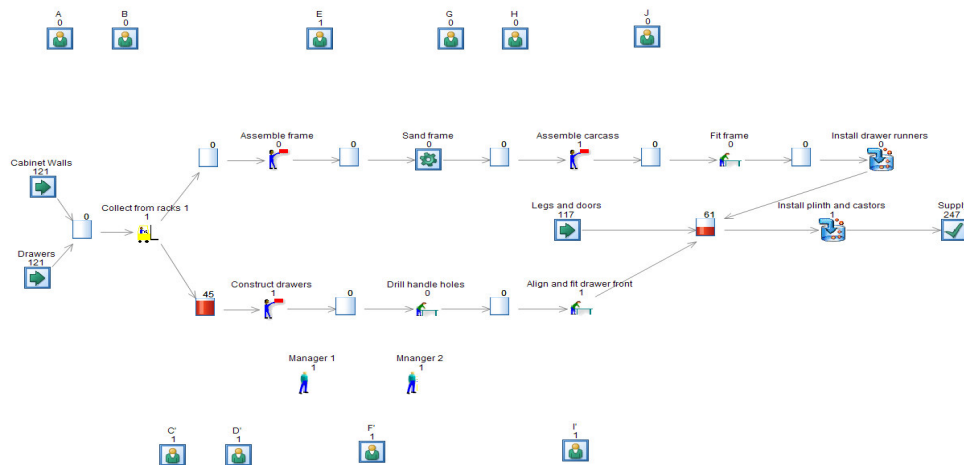 A B E G H J
0 0 1 0 0 0
0 Assemble frame 0 Sand frame 0 Assemble carcass 0 Fit frame 0 Install drawer runners
0 0 1 0 0
Cabinet Walls
121
Collect from racks 1
0 1
Legs and doors 61 Install plinth and castors Suppl
117 1 247
Drawers
121
45 Construct drawers 0 Drill handle holes 0 Align and fit drawer front
1 0 1
Manager 1 Mnanger 2
1 1
C' D' F' I'
1 1 1 1